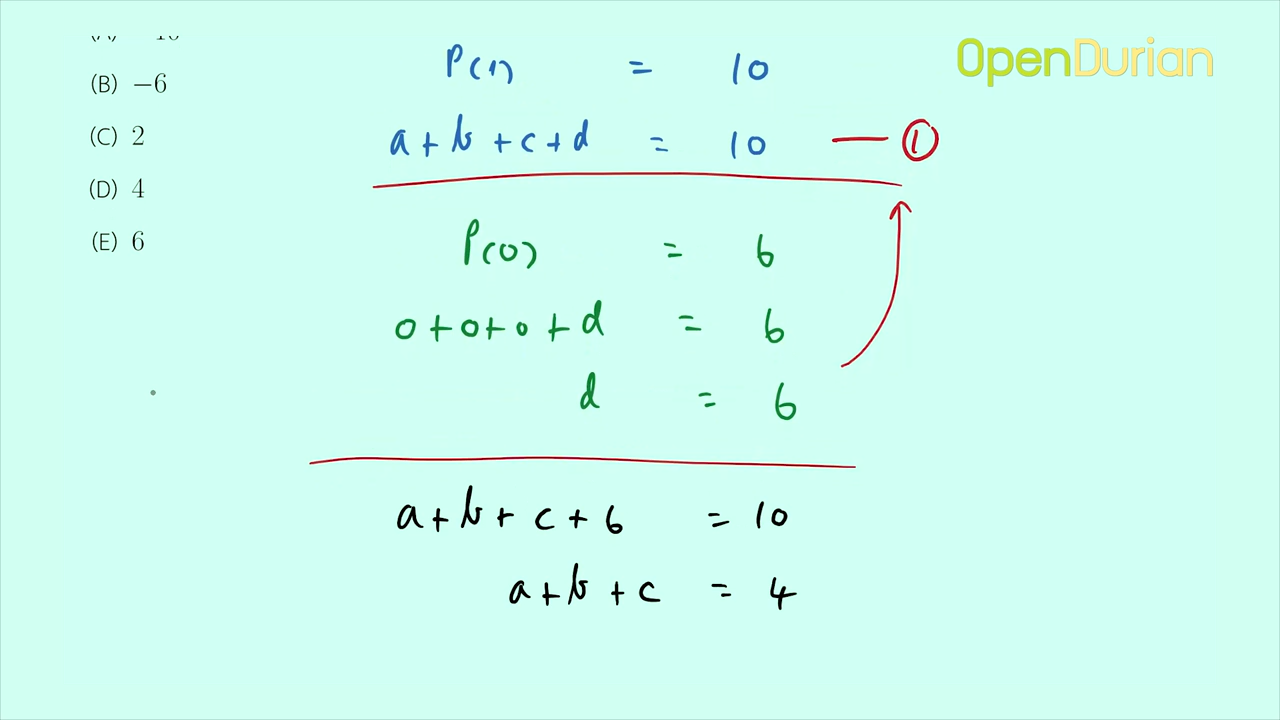 OpenDurian
(B) −6
(C) 2
(D) 4
(E) 6
P(1) = 10
a + b + c + d = 10 — ①
P(0) = 6
0 + 0 + 0 + d = 6
d = 6
a + b + c + 6 = 10
a + b + c = 4